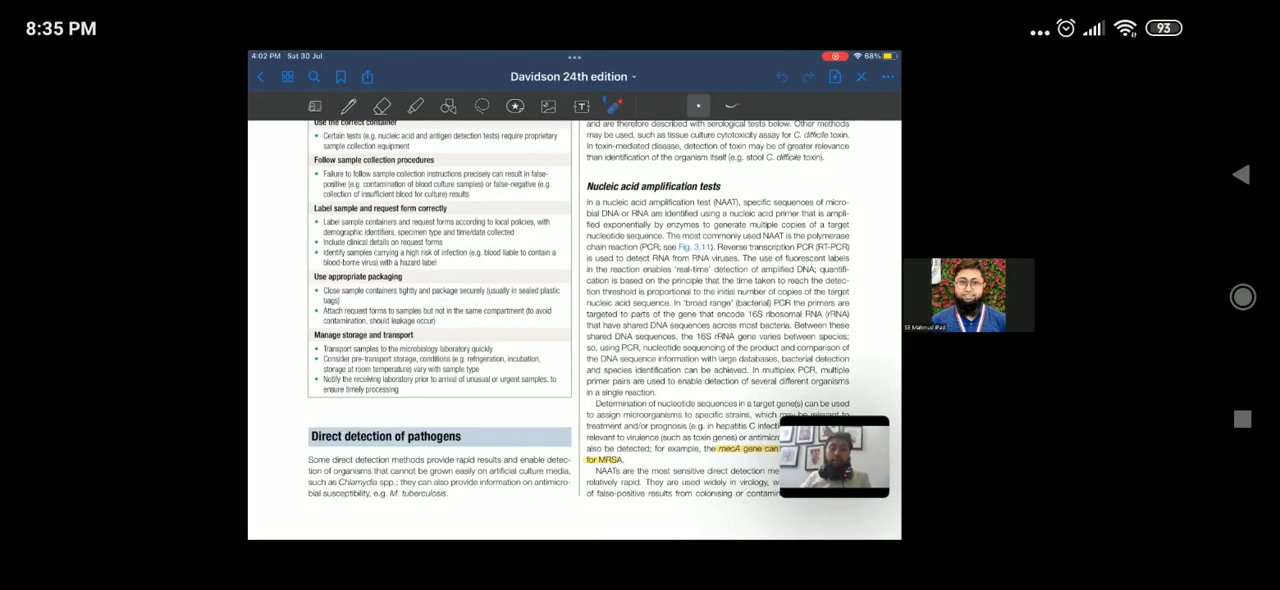 8:35 PM
93
4:02 PM Sat 30 Jul
68%
Davidson 24th edition
Use the correct container
• Certain tests (e.g. nucleic acid and antigen detection tests) require proprietary
sample collection equipment
Follow sample collection procedures
• Failure to follow sample collection instructions precisely can result in false-
positive (e.g. contamination of blood culture samples) or false-negative (e.g.
collection of insufficient blood for culture) results
Label sample and request form correctly
• Label sample containers and request forms according to local policies, with
demographic identifiers, specimen type and time/date collected
• Include clinical details on request forms
• Identify samples carrying a high risk of infection (e.g. blood liable to contain a
blood-borne virus) with a hazard label
Use appropriate packaging
• Close sample containers tightly and package securely (usually in sealed plastic
bags)
• Attach request forms to samples but not in the same compartment (to avoid
contamination, should leakage occur)
Manage storage and transport
• Transport samples to the microbiology laboratory quickly
• Consider pre-transport storage, conditions (e.g. refrigeration, incubation,
storage at room temperature) vary with sample type
• Notify the receiving laboratory prior to arrival of unusual or urgent samples, to
ensure timely processing
Direct detection of pathogens
Some direct detection methods provide rapid results and enable detec-
tion of organisms that cannot be grown easily on artificial culture media,
such as Chlamydia spp.; they can also provide information on antimicro-
bial susceptibility, e.g. M. tuberculosis.
and are therefore described with serological tests below. Other methods
may be used, such as tissue culture cytotoxicity assay for C. difficile toxin.
In toxin-mediated disease, detection of toxin may be of greater relevance
than identification of the organism itself (e.g. stool C. difficile toxin).
Nucleic acid amplification tests
In a nucleic acid amplification test (NAAT), specific sequences of micro-
bial DNA or RNA are identified using a nucleic primer that is ampli-
fied exponentially by enzymes to generate multiple copies of a target
nucleotide sequence. The most commonly used NAAT is the polymerase
chain reaction (PCR; see Fig. 3.11). Reverse transcription PCR (RT-PCR)
is used to detect RNA from RNA viruses. The use of fluorescent labels
in the reaction enables 'real-time' detection of amplified DNA; quantifi-
cation is based on the principle that the time taken to reach the detec-
tion threshold is proportional to the initial number of copies of the target
nucleic acid sequence. In 'broad range' (bacterial) PCR the primers are
targeted to parts of the gene that encode 16S ribosomal RNA (rRNA)
that have shared DNA sequences across most bacteria. Between these
shared DNA sequences, the 16S rRNA gene varies between species;
so, using PCR, nucleotide sequencing of the product and comparison of
the DNA sequence information with large databases, bacterial detection
and species identification can be achieved. In multiplex PCR, multiple
primer pairs are used to enable detection of several different organisms
in a single reaction.
Determination of nucleotide sequences in a target gene(s) can be used
to assign microorganisms to specific strains, which may be relevant to
treatment and/or prognosis (e.g. in hepatitis C infecti
relevant to virulence (such as toxin genes) or antimicro
also be detected; for example, the mecA gene can
for MRSA.
NAATs are the most sensitive direct detection me
relatively rapid. They are used widely in virology, w
of false-positive results from colonising or contamin
SE Mahmud iPad